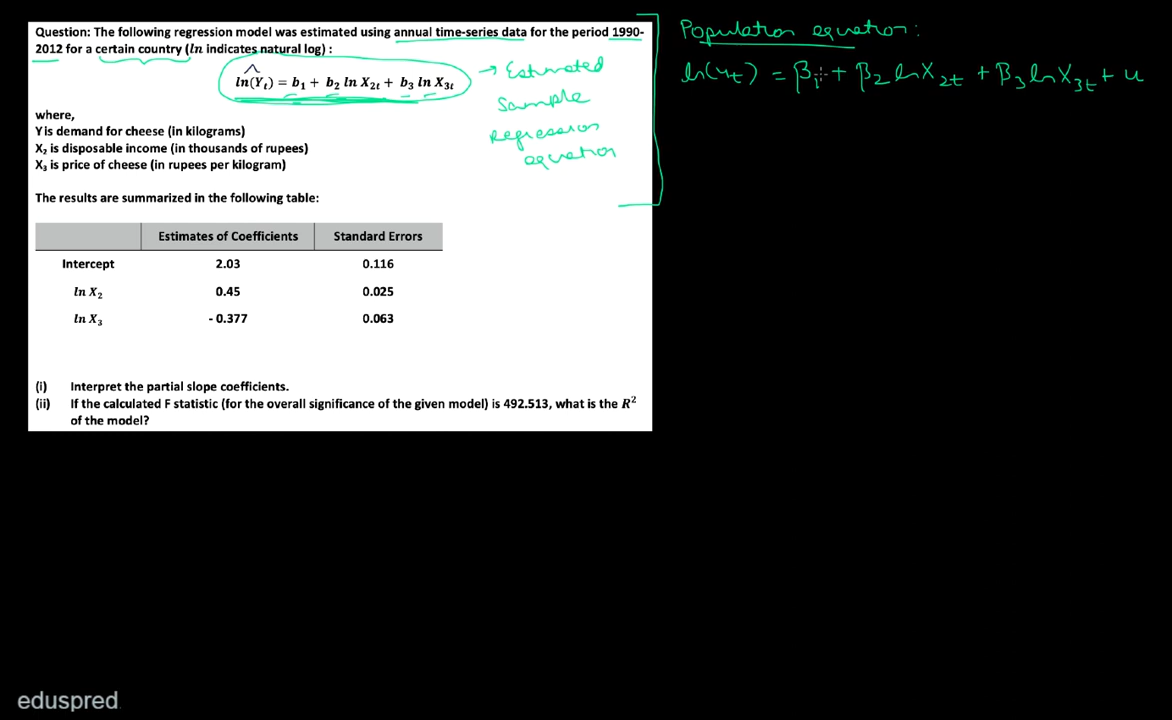 Question: The following regression model was estimated using annual time-series data for the period 1990-
2012 for a certain country (ln indicates natural log) :
ln(Yₜ) = b₁ + b₂ ln X₂ₜ + b₃ ln X₃ₜ
→ Estimated
Sample
Regression
equation
where,
Y is demand for cheese (in kilograms)
X₂ is disposable income (in thousands of rupees)
X₃ is price of cheese (in rupees per kilogram)
The results are summarized in the following table:
Estimates of Coefficients Standard Errors
Intercept 2.03 0.116
ln X₂ 0.45 0.025
ln X₃ - 0.377 0.063
(i) Interpret the partial slope coefficients.
(ii) If the calculated F statistic (for the overall significance of the given model) is 492.513, what is the R²
of the model?
Population equation:
ln(Yₜ) = β₁ + β₂ ln X₂ₜ + β₃ ln X₃ₜ + u
eduspred